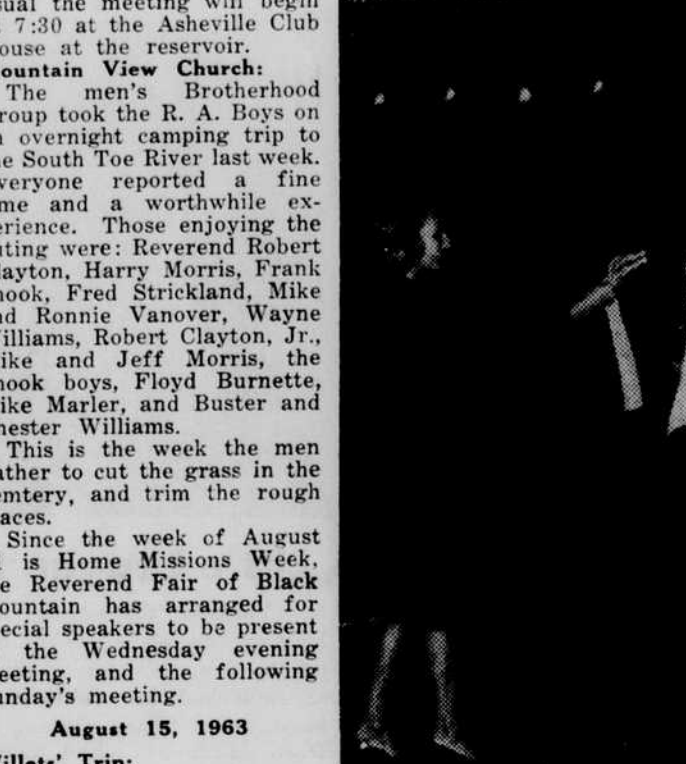 sual the meeting will begin
7:30 at the Asheville Club
ouse at the reservoir.
ountain View Church:
The men's Brotherhood
roup took the R. A. Boys on
overnight camping trip to
e South Toe River last week.
veryone reported a fine
me and a worthwhile ex-
erience. Those enjoying the
uting were: Reverend Robert
layton, Harry Morris, Frank
hook, Fred Strickland, Mike
nd Ronnie Vanover, Wayne
illiams, Robert Clayton, Jr.,
ike and Jeff Morris, the
hook boys, Floyd Burnette,
ike Marler, and Buster and
hester Williams.
This is the week the men
ather to cut the grass in the
emtery, and trim the rough
aces.
Since the week of August
is Home Missions Week,
e Reverend Fair of Black
ountain has arranged for
ecial speakers to be present
the Wednesday evening
eeting, and the following
unday's meeting.
August 15, 1963
Trip: